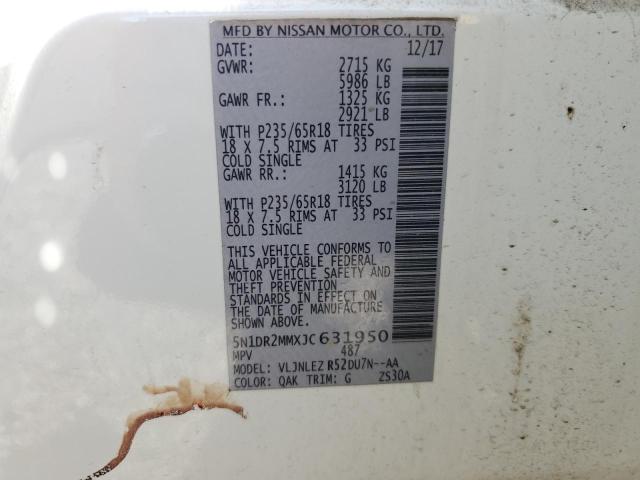 MFD BY NISSAN MOTOR CO., LTD.
DATE: 12/17
GVWR: 2715 KG
5986 LB
GAWR FR.: 1325 KG
2921 LB
WITH P235/65R18 TIRES
18 X 7.5 RIMS AT 33 PSI
COLD SINGLE
GAWR RR.: 1415 KG
3120 LB
WITH P235/65R18 TIRES
18 X 7.5 RIMS AT 33 PSI
COLD SINGLE
THIS VEHICLE CONFORMS TO
ALL APPLICABLE FEDERAL
MOTOR VEHICLE SAFETY AND
THEFT PREVENTION
STANDARDS IN EFFECT ON
THE DATE OF MANUFACTURE
SHOWN ABOVE.
5N1DR2MMXJC631950
MPV 487
MODEL: VLJNLEZ R52DU7N--AA
COLOR: QAK TRIM: G ZS30A